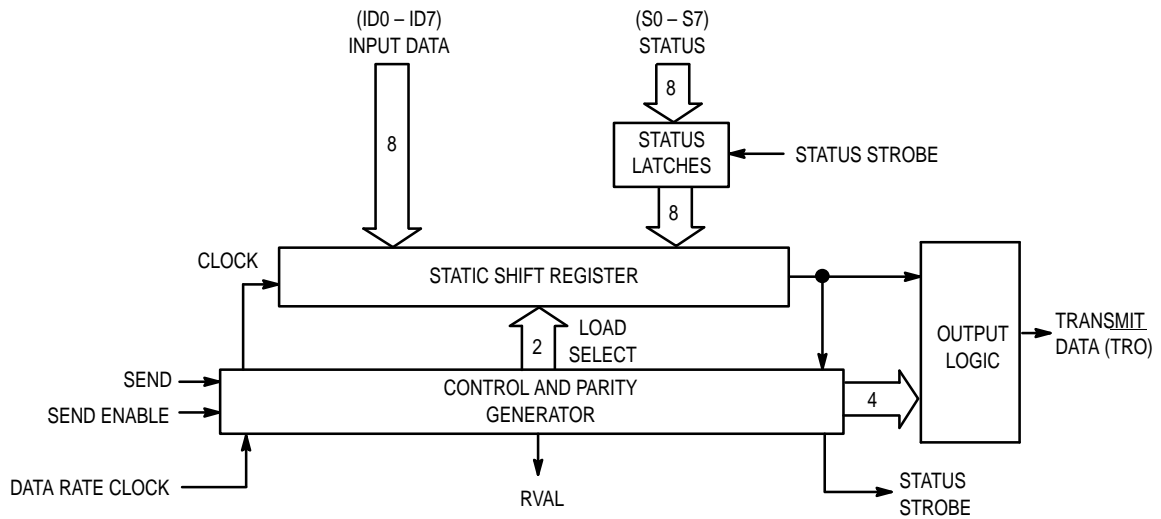 (ID0 – ID7)
INPUT DATA
(S0 – S7)
STATUS
8
8
STATUS
LATCHES
STATUS STROBE
8
CLOCK
STATIC SHIFT REGISTER
2
LOAD
SELECT
OUTPUT
LOGIC
TRANSMIT
DATA (TRO)
SEND
SEND ENABLE
CONTROL AND PARITY
GENERATOR
4
DATA RATE CLOCK
RVAL
STATUS
STROBE